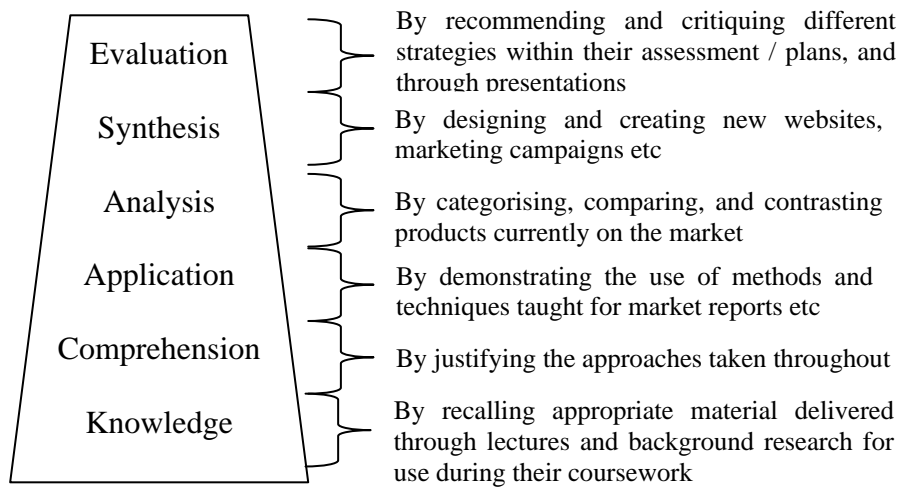 Evaluation
By recommending and critiquing different
strategies within their assessment / plans, and
through presentations
Synthesis
By designing and creating new websites,
marketing campaigns etc
Analysis
By categorising, comparing, and contrasting
products currently on the market
Application
By demonstrating the use of methods and
techniques taught for market reports etc
Comprehension
By justifying the approaches taken throughout
Knowledge
By recalling appropriate material delivered
through lectures and background research for
use during their coursework